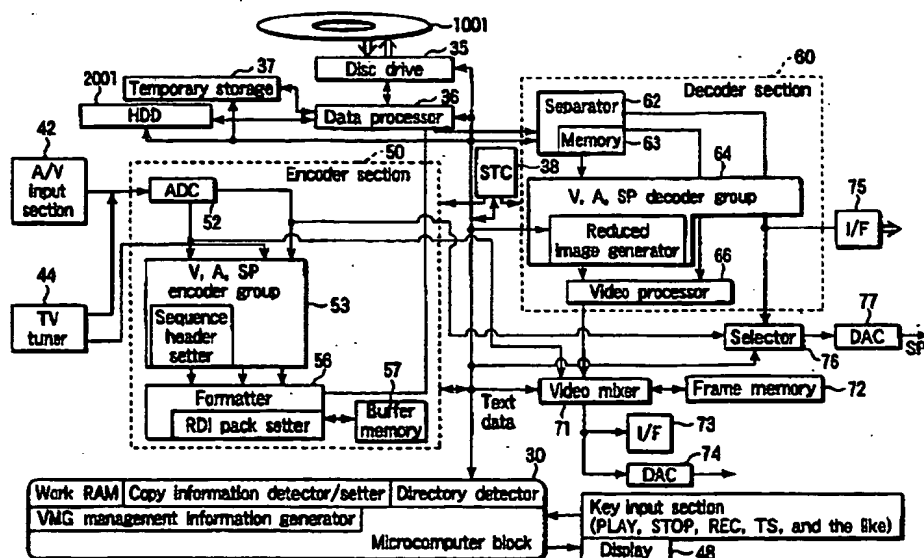 1001
35
Disc drive
60
2001
37
Temporary storage
36
HDD
Data processor
Decoder section
Separator
62
Memory
63
42
A/V
input
section
50
Encoder section
STC
38
64
ADC
52
V, A, SP decoder group
75
I/F
Reduced
image generator
66
V, A, SP
encoder group
53
Video processor
44
TV
tuner
Sequence
header
setter
77
Selector
76
DAC
SP
56
Formatter
RDI pack setter
57
Buffer
memory
Text
data
Video mixer
71
Frame memory
72
I/F
73
74
DAC
30
Work RAM
Copy information detector/setter
Directory detector
VMG management information generator
Microcomputer block
Key input section
(PLAY, STOP, REC, TS, and the like)
Display
48